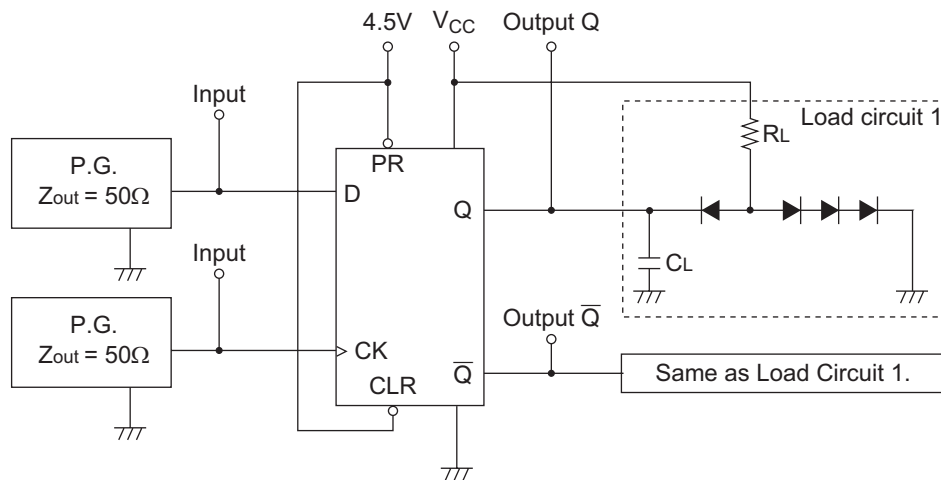 4.5V
VCC
Output Q
Input
Load circuit 1
RL
P.G.
Zout = 50Ω
PR
D
Q
CL
Input
P.G.
Zout = 50Ω
Output Q̅
CK
Q̅
CLR
Same as Load Circuit 1.